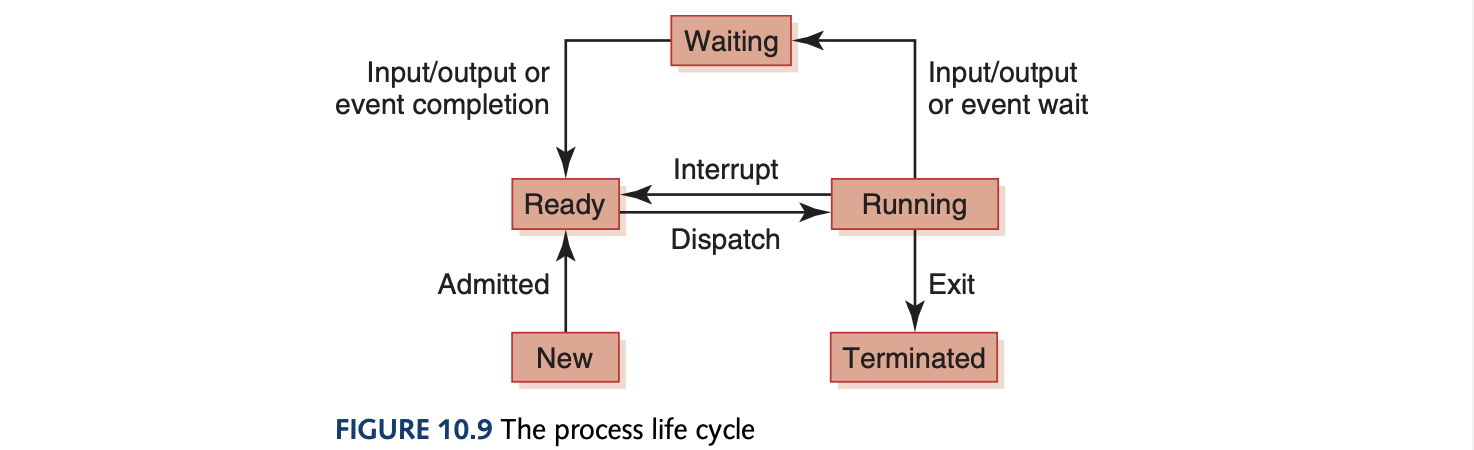 Waiting
Input/output or
event completion
Input/output
or event wait
Interrupt
Ready
Running
Dispatch
Admitted
Exit
New
Terminated
FIGURE 10.9 The process life cycle